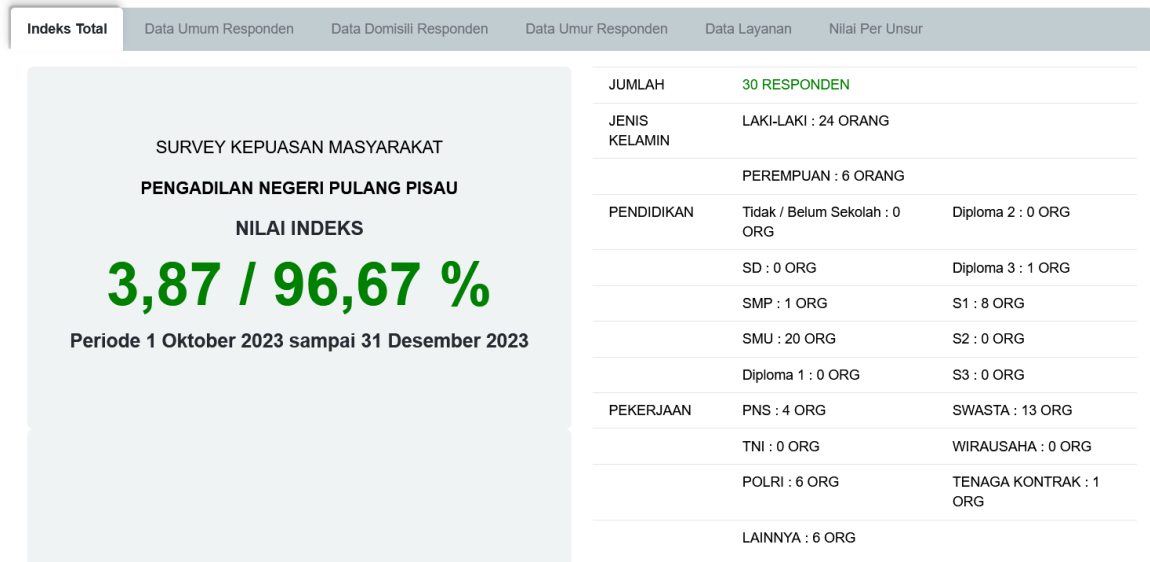 Indeks Total Data Umum Responden Data Domisili Responden Data Umur Responden Data Layanan Nilai Per Unsur
SURVEY KEPUASAN MASYARAKAT
PENGADILAN NEGERI PULANG PISAU
NILAI INDEKS
3,87 / 96,67 %
Periode 1 Oktober 2023 sampai 31 Desember 2023
JUMLAH 30 RESPONDEN
JENIS
KELAMIN
LAKI-LAKI : 24 ORANG
PEREMPUAN : 6 ORANG
PENDIDIKAN Tidak / Belum Sekolah : 0
ORG
Diploma 2 : 0 ORG
SD : 0 ORG Diploma 3 : 1 ORG
SMP : 1 ORG S1 : 8 ORG
SMU : 20 ORG S2 : 0 ORG
Diploma 1 : 0 ORG S3 : 0 ORG
PEKERJAAN PNS : 4 ORG SWASTA : 13 ORG
TNI : 0 ORG WIRAUSAHA : 0 ORG
POLRI : 6 ORG TENAGA KONTRAK : 1
ORG
LAINNYA : 6 ORG